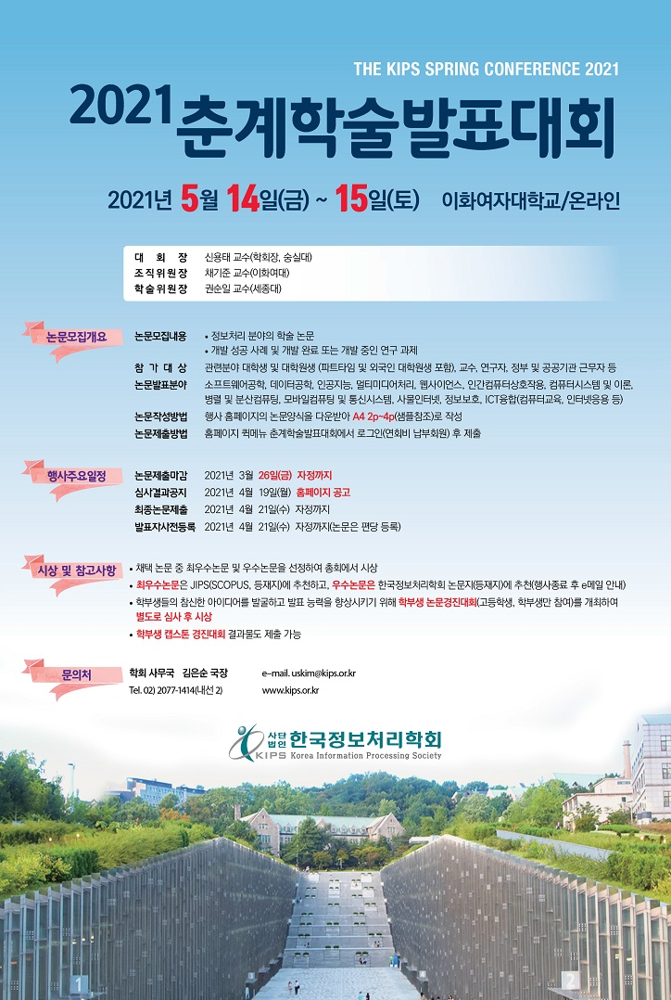 THE KIPS SPRING CONFERENCE 2021
2021 춘계학술발표대회
2021년 5월 14일(금) ~ 15일(토) 이화여자대학교/온라인
대 회 장 신용태 교수(학회장, 숭실대)
조직위원장 채기준 교수(이화여대)
학술위원장 권순일 교수(세종대)
논문모집개요
논문모집내용 • 정보처리 분야의 학술 논문
• 개발 성공 사례 및 개발 완료 또는 개발 중인 연구 과제
참 가 대 상 관련분야 대학생 및 대학원생 (파트타임 및 외국인 대학원생 포함), 교수, 연구자, 정부 및 공공기관 근무자 등
논문발표분야 소프트웨어공학, 데이터공학, 인공지능, 멀티미디어처리, 웹사이언스, 인간컴퓨터상호작용, 컴퓨터시스템 및 이론,
병렬 및 분산컴퓨팅, 모바일컴퓨팅 및 통신시스템, 사물인터넷, 정보보호, ICT융합(컴퓨터교육, 인터넷응용 등)
논문작성방법 행사 홈페이지의 논문양식을 다운받아 A4 2p~4p(샘플참조)로 작성
논문제출방법 홈페이지 퀵메뉴 춘계학술발표대회에서 로그인(연회비 납부회원) 후 제출
행사주요일정
논문제출마감 2021년 3월 26일(금) 자정까지
심사결과공지 2021년 4월 19일(월) 홈페이지 공고
최종논문제출 2021년 4월 21일(수) 자정까지
발표자사전등록 2021년 4월 21일(수) 자정까지(논문은 편당 등록)
시상 및 참고사항
• 채택 논문 중 최우수논문 및 우수논문을 선정하여 총회에서 시상
• 최우수논문은 JIPS(SCOPUS, 등재지)에 추천하고, 우수논문은 한국정보처리학회 논문지(등재지)에 추천(행사종료 후 e메일 안내)
• 학부생들의 참신한 아이디어를 발굴하고 발표 능력을 향상시키기 위해 학부생 논문경진대회(고등학생, 학부생만 참여)를 개최하여
별도로 심사 후 시상
• 학부생 캡스톤 경진대회 결과물도 제출 가능
문의처
학회 사무국 김은순 국장 e-mail. uskim@kips.or.kr
Tel. 02) 2077-1414(내선 2) www.kips.or.kr
사단법인 한국정보처리학회
KIPS Korea Information Processing Society
1
2